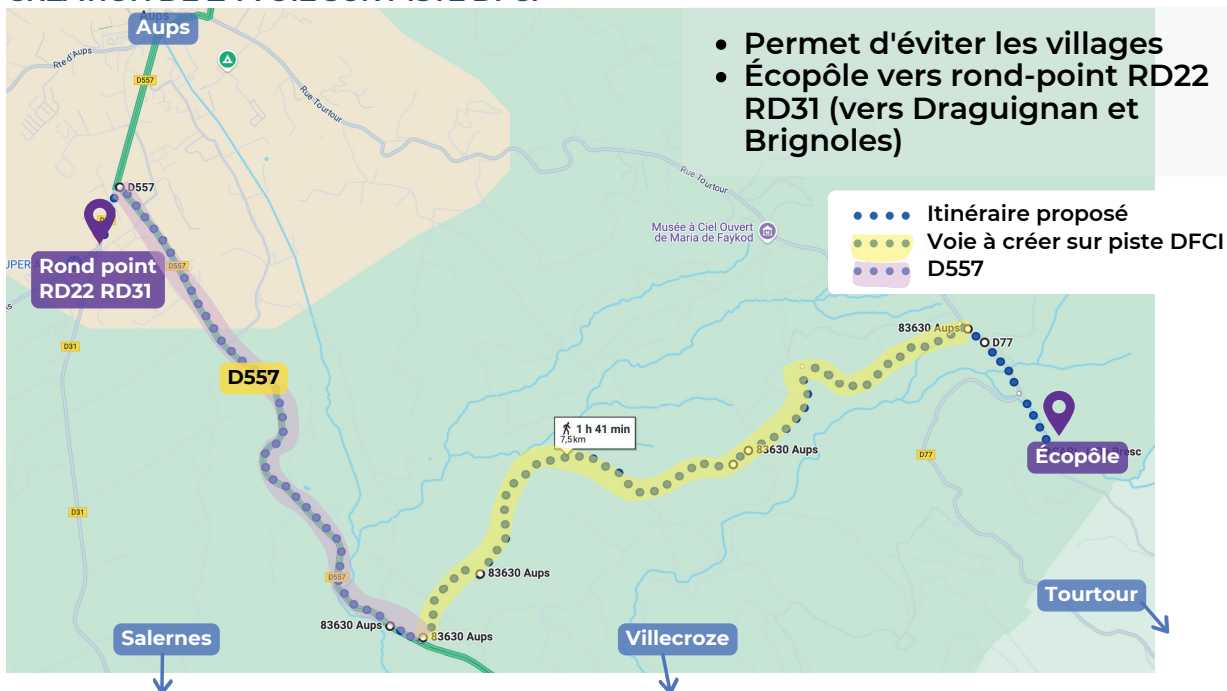 Aups
Aups
Rte d'Aups
D557
Rue Tourtour
• Permet d'éviter les villages
• Écopôle vers rond-point RD22
RD31 (vers Draguignan et
Brignoles)
Rue Tourtour
D557
Musée à Ciel Ouvert
de Maria de Faykod
Itinéraire proposé
Voie à créer sur piste DFCI
D557
Rond point
RD22 RD31
D557
83630 Aups
D77
D31
D557
1 h 41 min
7,5km
83630 Aups
D77
Écopôle
Bresc
D31
83630 Aups
D557
Tourtour
83630 Aups
83630 Aups
Salernes
Villecroze